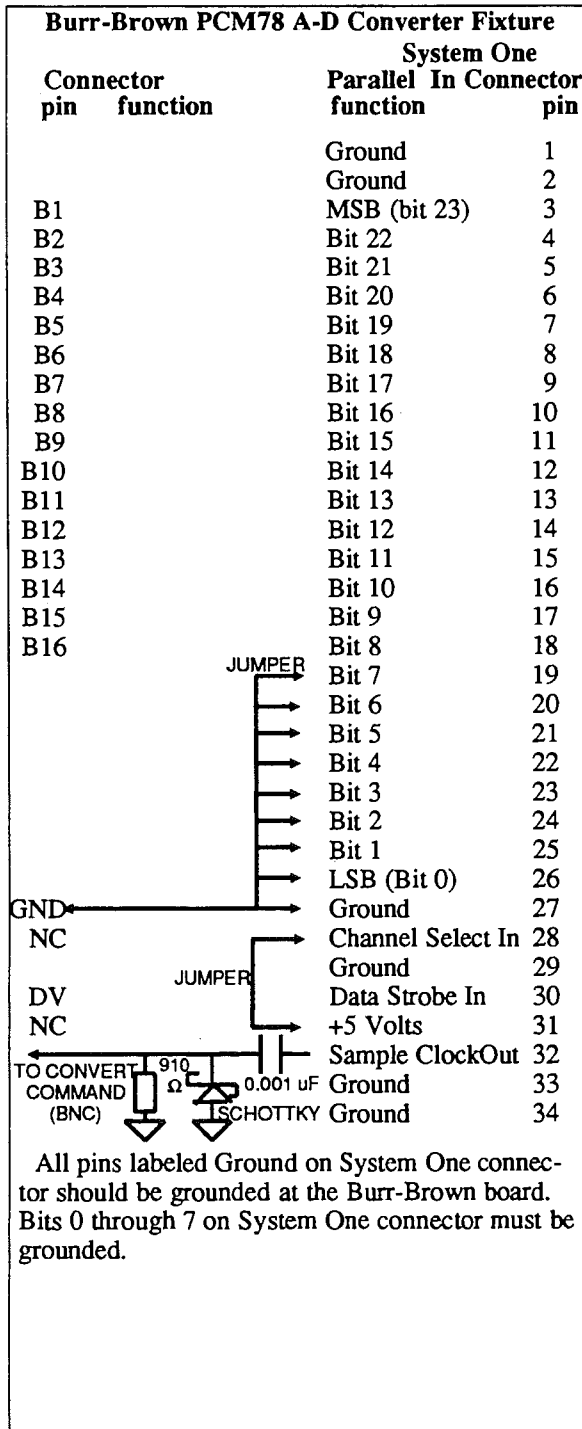 Burr-Brown PCM78 A-D Converter Fixture
System One
Connector Parallel In Connector
pin function function pin
Ground 1
Ground 2
B1 MSB (bit 23) 3
B2 Bit 22 4
B3 Bit 21 5
B4 Bit 20 6
B5 Bit 19 7
B6 Bit 18 8
B7 Bit 17 9
B8 Bit 16 10
B9 Bit 15 11
B10 Bit 14 12
B11 Bit 13 13
B12 Bit 12 14
B13 Bit 11 15
B14 Bit 10 16
B15 Bit 9 17
B16 Bit 8 18
JUMPER Bit 7 19
Bit 6 20
Bit 5 21
Bit 4 22
Bit 3 23
Bit 2 24
Bit 1 25
LSB (Bit 0) 26
GND Ground 27
NC Channel Select In 28
JUMPER Ground 29
DV Data Strobe In 30
NC +5 Volts 31
Sample ClockOut 32
TO CONVERT 910 Ω 0.001 uF Ground 33
COMMAND
(BNC) SCHOTTKY Ground 34
All pins labeled Ground on System One connec-
tor should be grounded at the Burr-Brown board.
Bits 0 through 7 on System One connector must be
grounded.